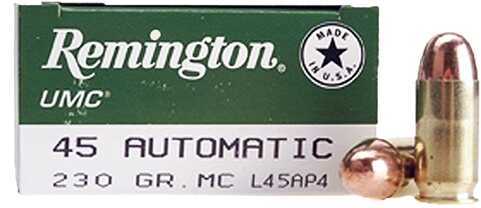 Remington®
UMC®
MADE
IN U.S.A.
45 AUTOMATIC
230 GR. MC L45AP4